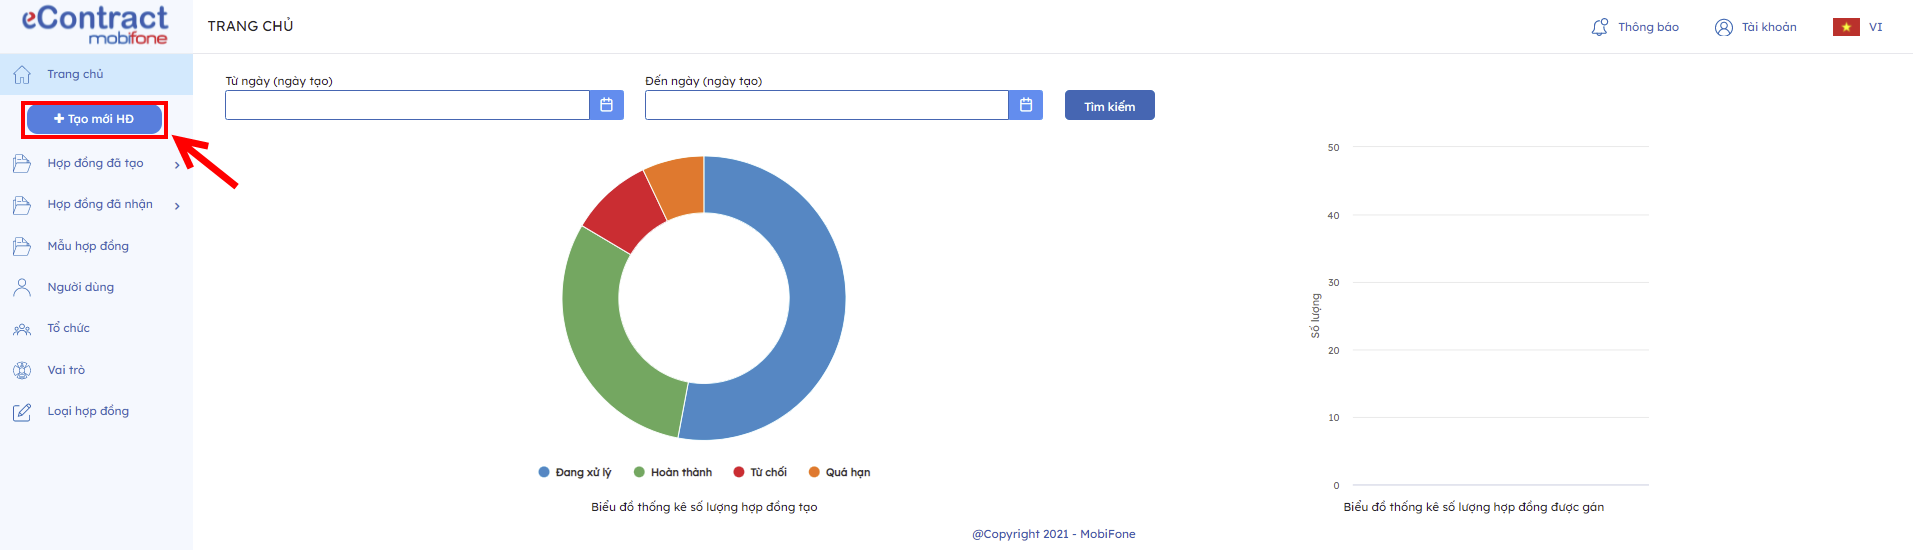 eContract
mobifone
TRANG CHỦ
Thông báo
Tài khoản
VI
Trang chủ
Tạo mới HĐ
Hợp đồng đã tạo
Hợp đồng đã nhận
Mẫu hợp đồng
Người dùng
Tổ chức
Vai trò
Loại hợp đồng
Từ ngày (ngày tạo)
Đến ngày (ngày tạo)
Tìm kiếm
Đang xử lý
Hoàn thành
Từ chối
Quá hạn
Biểu đồ thống kê số lượng hợp đồng tạo
50
40
30
20
10
0
Số lượng
Biểu đồ thống kê số lượng hợp đồng được gán
@Copyright 2021 - MobiFone